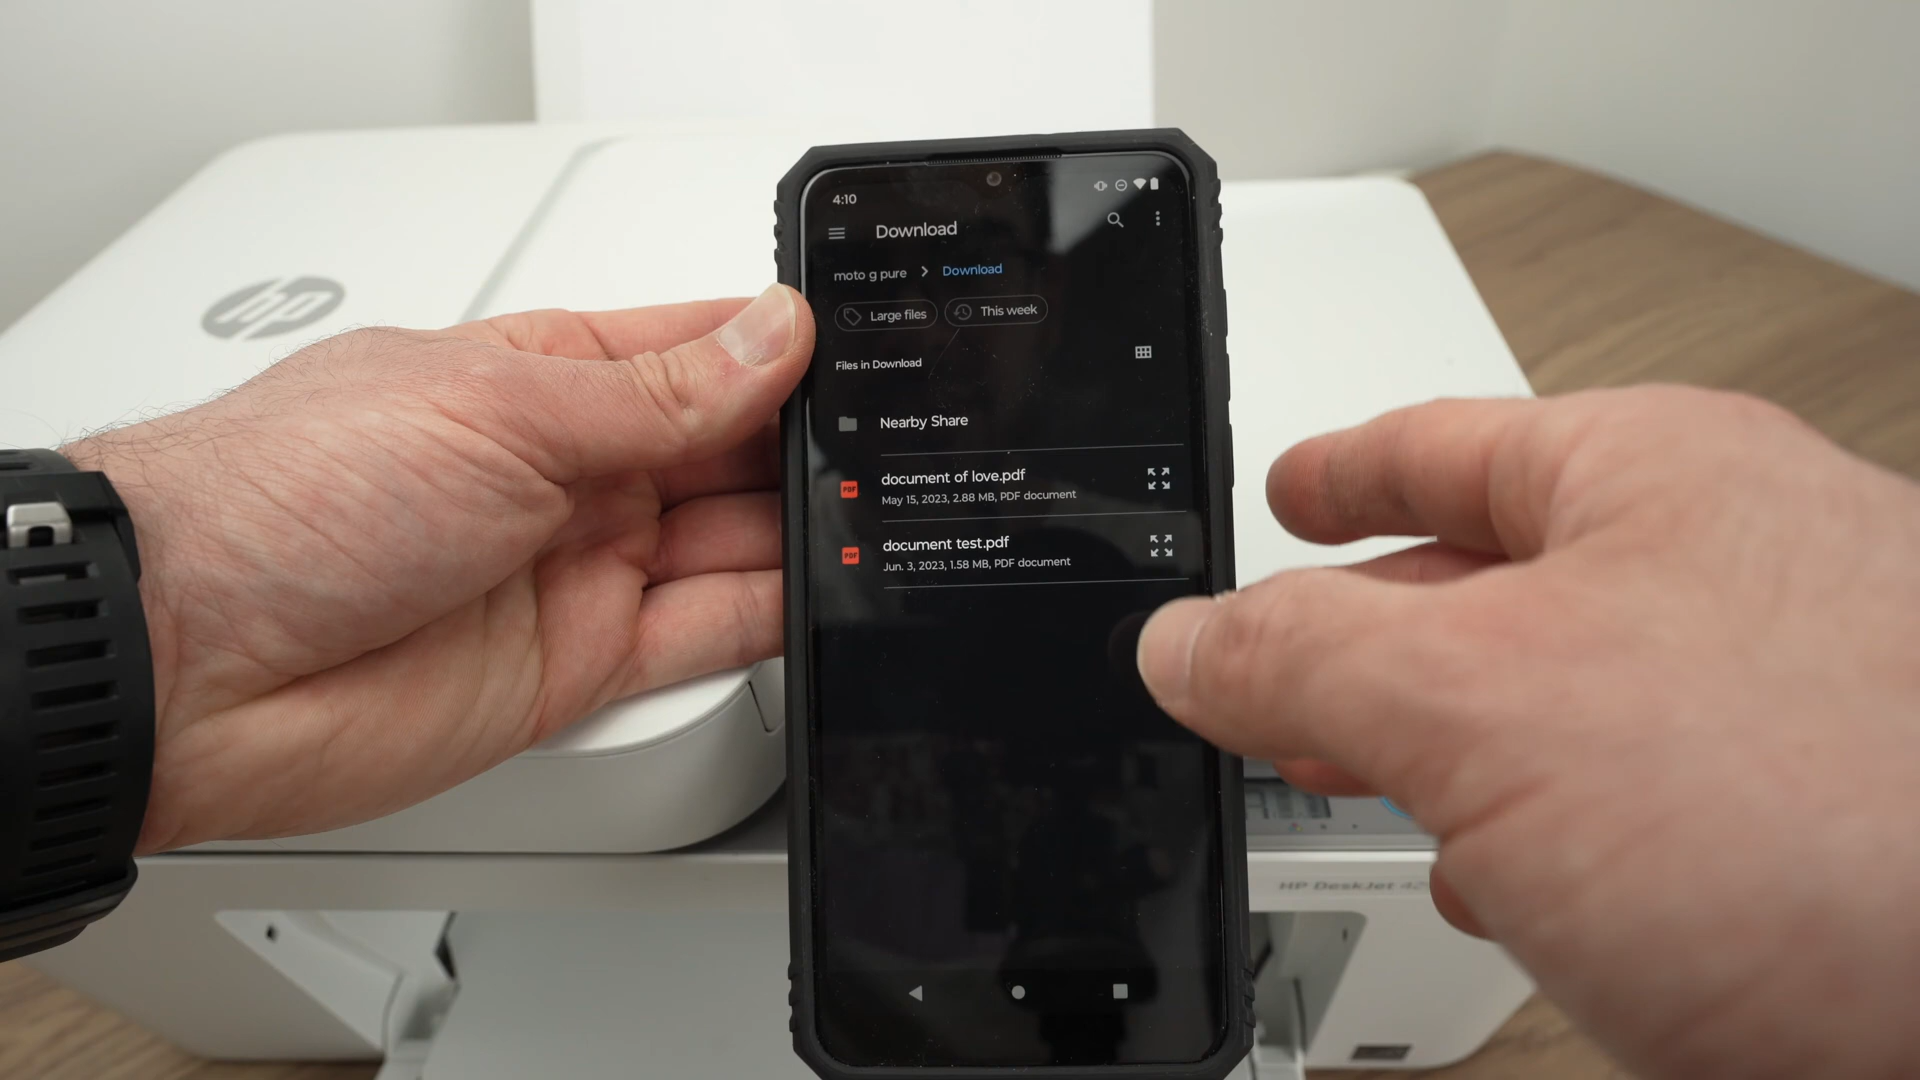 hp
4:10
Download
moto g pure > Download
Large files
This week
Files in Download
Nearby Share
PDF
document of love.pdf
May 15, 2023, 2.88 MB, PDF document
PDF
document test.pdf
Jun. 3, 2023, 1.58 MB, PDF document
HP DeskJet